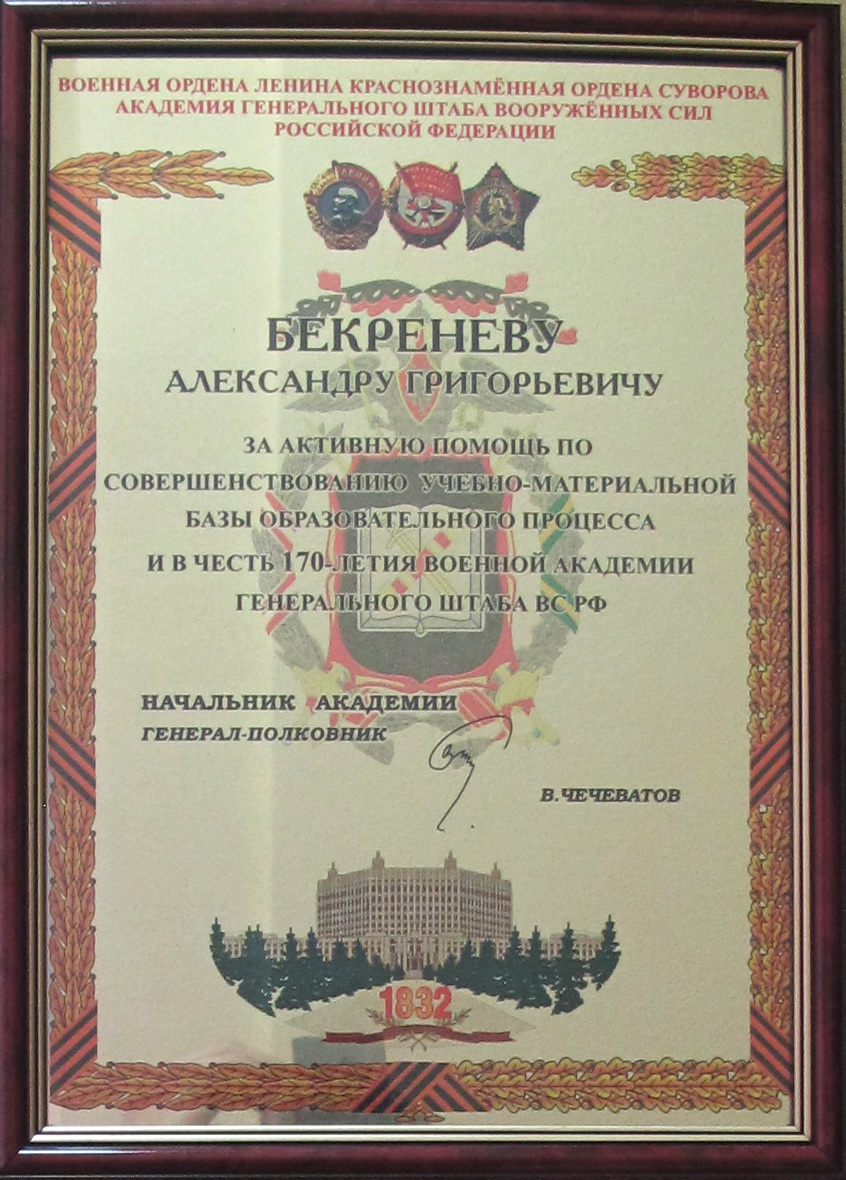 ВОЕННАЯ ОРДЕНА ЛЕНИНА КРАСНОЗНАМЁННАЯ ОРДЕНА СУВОРОВА
АКАДЕМИЯ ГЕНЕРАЛЬНОГО ШТАБА ВООРУЖЁННЫХ СИЛ
РОССИЙСКОЙ ФЕДЕРАЦИИ
ЛЕНИН
БЕКРЕНЕВУ
АЛЕКСАНДРУ ГРИГОРЬЕВИЧУ
ЗА АКТИВНУЮ ПОМОЩЬ ПО
СОВЕРШЕНСТВОВАНИЮ УЧЕБНО-МАТЕРИАЛЬНОЙ
БАЗЫ ОБРАЗОВАТЕЛЬНОГО ПРОЦЕССА
И В ЧЕСТЬ 170-ЛЕТИЯ ВОЕННОЙ АКАДЕМИИ
ГЕНЕРАЛЬНОГО ШТАБА ВС РФ
НАЧАЛЬНИК АКАДЕМИИ
ГЕНЕРАЛ-ПОЛКОВНИК
В.ЧЕЧЕВАТОВ
1832